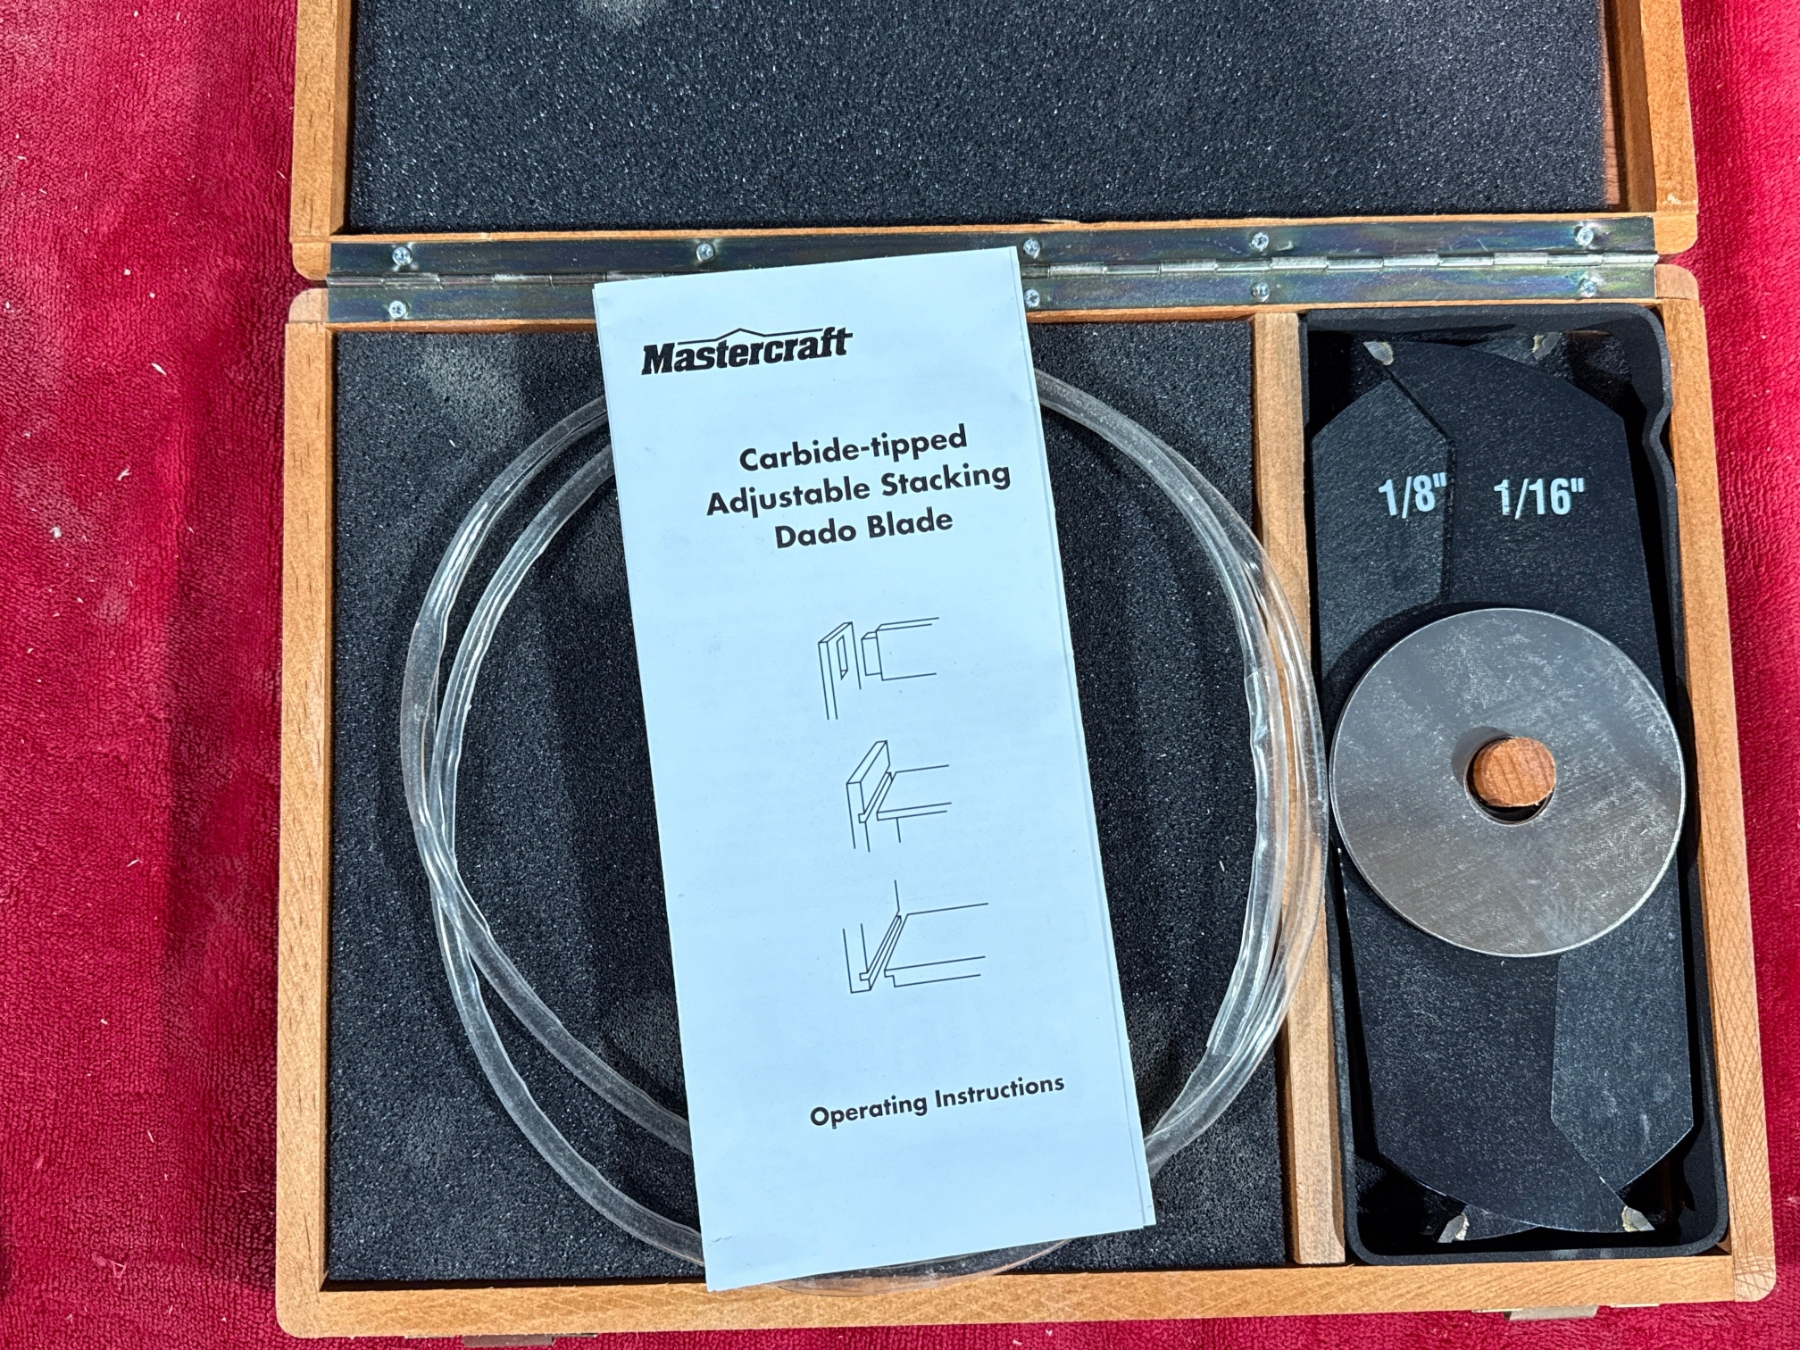 Mastercraft
Carbide-tipped
Adjustable Stacking
Dado Blade
Operating Instructions
1/8" 1/16"